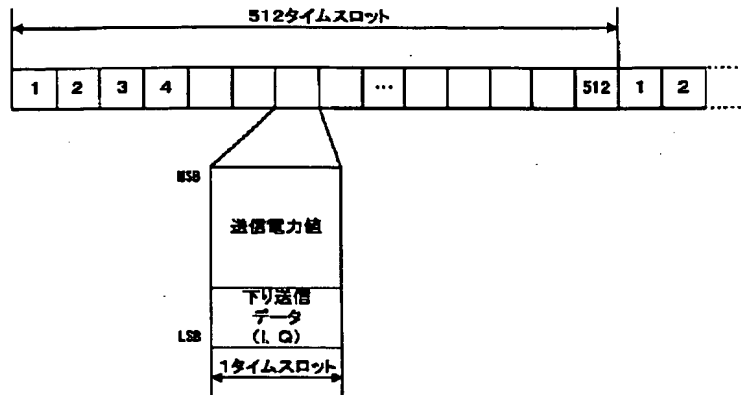 512タイムスロット
1 2 3 4 ... 512 1 2
MSB
送信電力値
下り送信
データ
(I, Q)
LSB
1タイムスロット